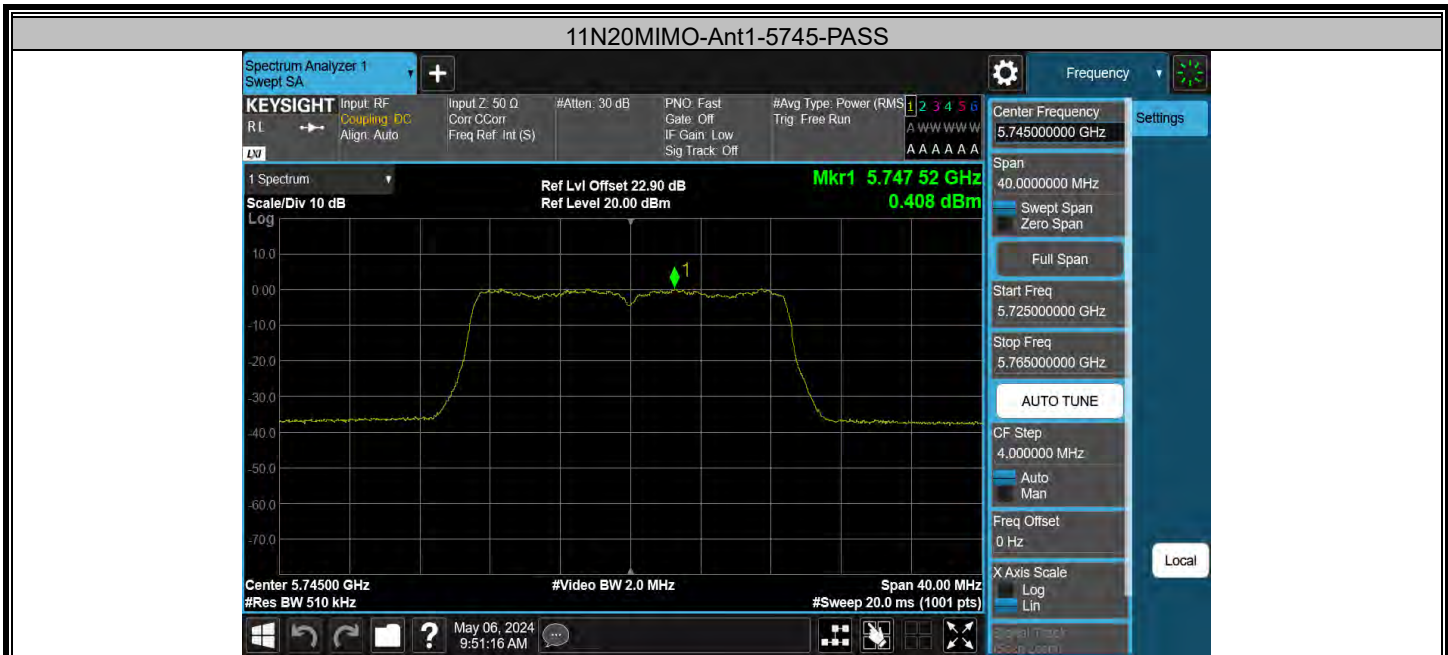 11N20MIMO-Ant1-5745-PASS
Spectrum Analyzer 1
Swept SA
+
Frequency
KEYSIGHT
RL
LXI
Input: RF
Coupling: DC
Align: Auto
Input Z: 50 Ω
Corr CCorr
Freq Ref: Int (S)
#Atten: 30 dB
PNO: Fast
Gate: Off
IF Gain: Low
Sig Track: Off
#Avg Type: Power (RMS
Trig: Free Run
1 2 3 4 5 6
A W W W W W
A A A A A A
1 Spectrum
Scale/Div 10 dB
Log
Ref Lvl Offset 22.90 dB
Ref Level 20.00 dBm
Mkr1 5.747 52 GHz
0.408 dBm
10.0
0.00
-10.0
-20.0
-30.0
-40.0
-50.0
-60.0
-70.0
1
Center 5.74500 GHz
#Res BW 510 kHz
#Video BW 2.0 MHz
Span 40.00 MHz
#Sweep 20.0 ms (1001 pts)
Center Frequency
5.745000000 GHz
Settings
Span
40.0000000 MHz
Swept Span
Zero Span
Full Span
Start Freq
5.725000000 GHz
Stop Freq
5.765000000 GHz
AUTO TUNE
CF Step
4.000000 MHz
Auto
Man
Freq Offset
0 Hz
X Axis Scale
Log
Lin
Signal Track
(Span Zoom)
Local
?
May 06, 2024
9:51:16 AM